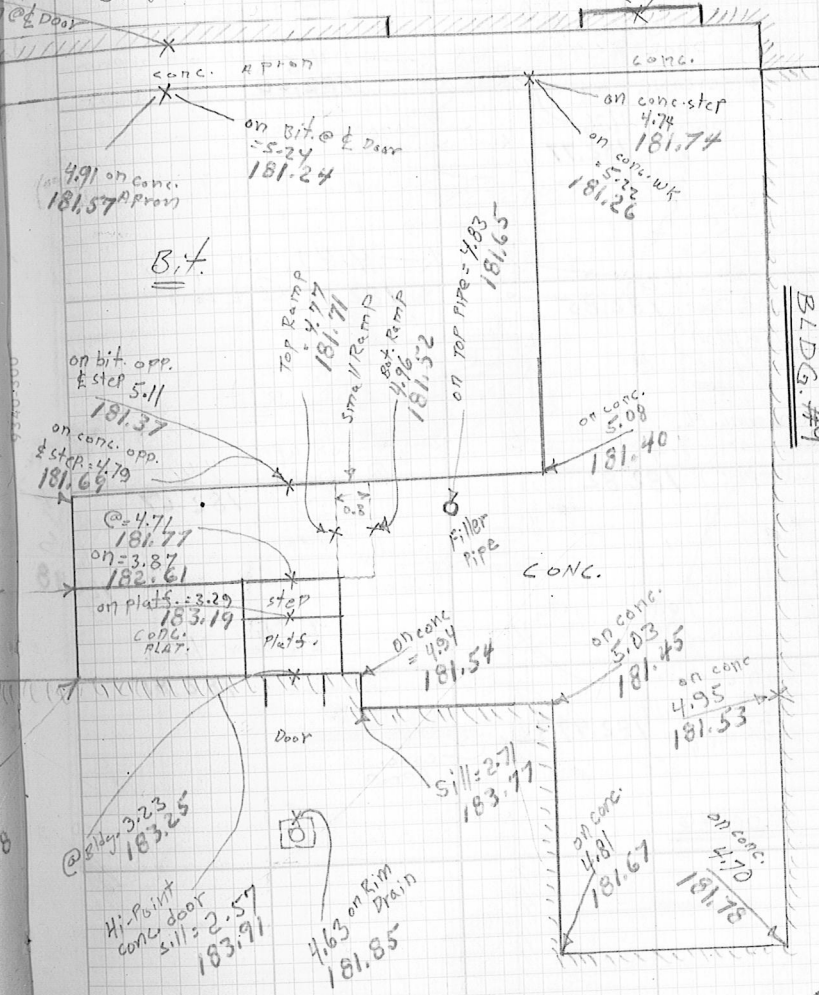 @ ℄ Door
conc. Apron
conc.
on conc. step
4.74
181.74
on conc. WK
=5.22
181.26
on Bit. @ ℄ Door
=5.24
181.24
4.91 on conc.
181.57 Apron
Bit.
Top Ramp
=4.77
181.71
small Ramp
Bot. Ramp
4.96
181.52
on TOP PIPE = 4.83
181.65
BLDG. #4
on bit. opp.
℄ step
5.11
181.37
on conc. opp.
℄ step = 4.79
181.69
on conc.
5.08
181.40
@ = 4.71
181.77
on = 3.87
182.61
on platf. = 3.29
183.19
CONC.
PLAT.
step
Platf.
Filler
Pipe
CONC.
on conc
= 4.94
181.54
on conc.
5.03
181.45
on conc
4.95
181.53
Door
Sill = 2.71
183.77
@ Bldg. 3.23
183.25
Hi-Point
conc. door
sill = 2.57
183.91
4.63 on Rim
Drain
181.85
on conc.
4.81
181.67
on conc.
4.70
181.78